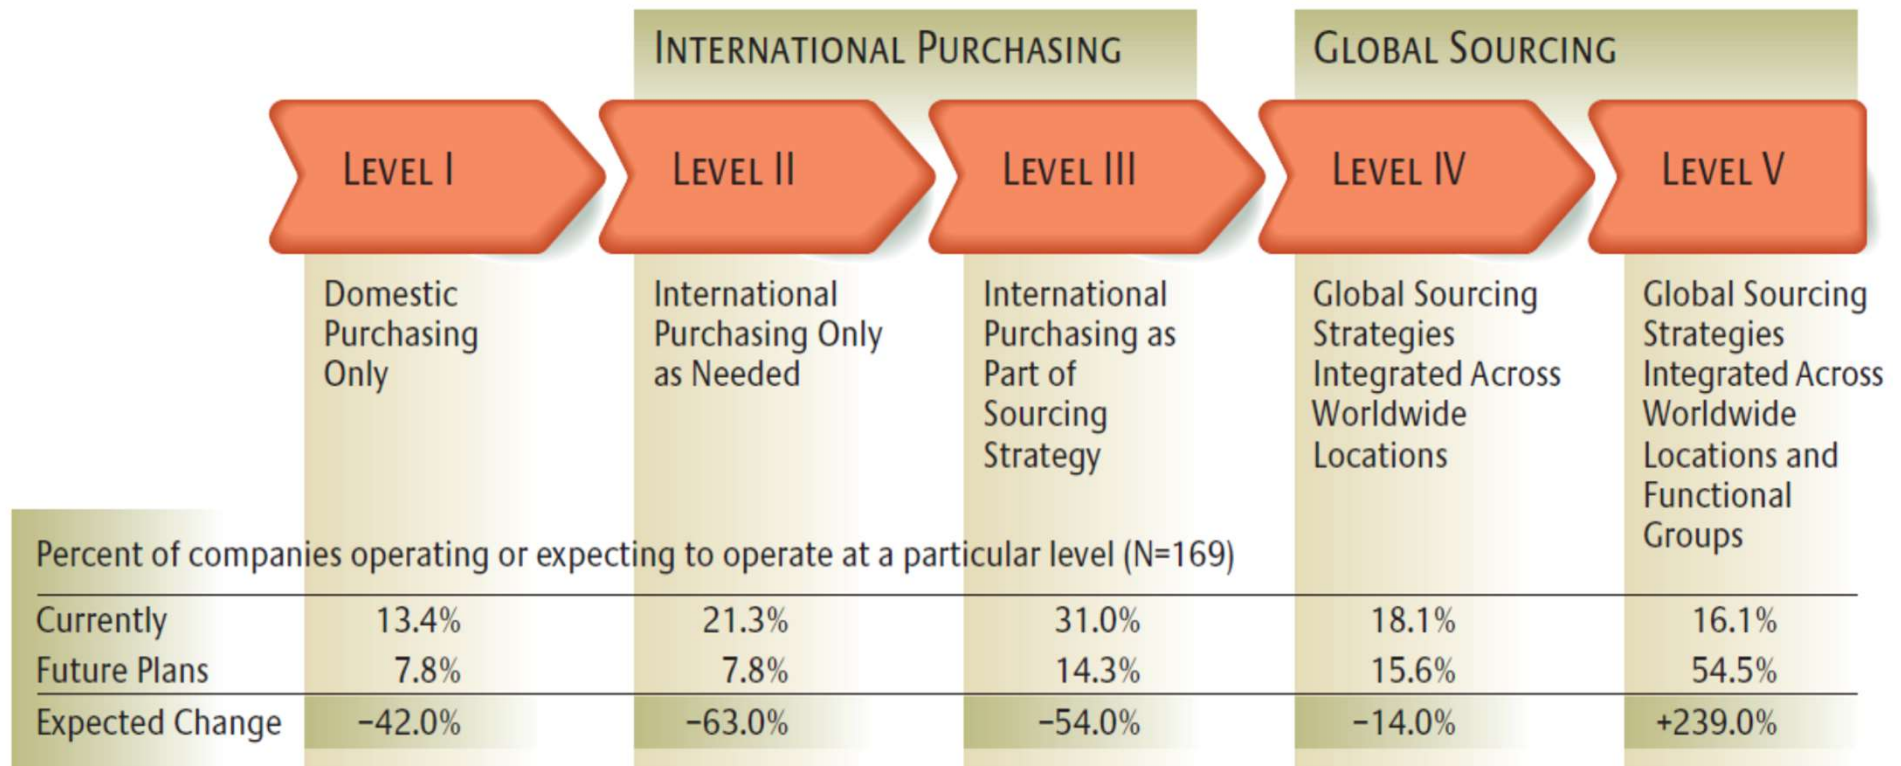 INTERNATIONAL PURCHASING
GLOBAL SOURCING
LEVEL I
LEVEL II
LEVEL III
LEVEL IV
LEVEL V
Domestic
Purchasing
Only
International
Purchasing Only
as Needed
International
Purchasing as
Part of
Sourcing
Strategy
Global Sourcing
Strategies
Integrated Across
Worldwide
Locations
Global Sourcing
Strategies
Integrated Across
Worldwide
Locations and
Functional
Groups
Percent of companies operating or expecting to operate at a particular level (N=169)
Currently 13.4% 21.3% 31.0% 18.1% 16.1%
Future Plans 7.8% 7.8% 14.3% 15.6% 54.5%
Expected Change −42.0% −63.0% −54.0% −14.0% +239.0%